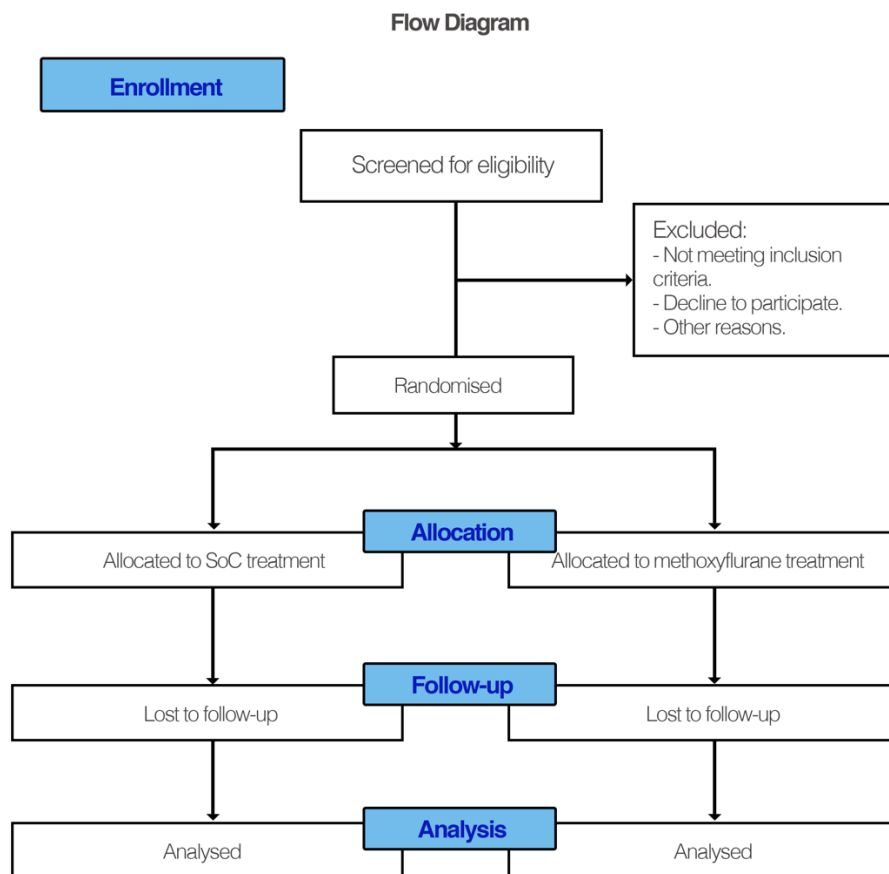 Flow Diagram
Enrollment
Screened for eligibility
Excluded:
- Not meeting inclusion
criteria.
- Decline to participate.
- Other reasons.
Randomised
Allocation
Allocated to SoC treatment
Allocated to methoxyflurane treatment
Follow-up
Lost to follow-up
Lost to follow-up
Analysis
Analysed
Analysed